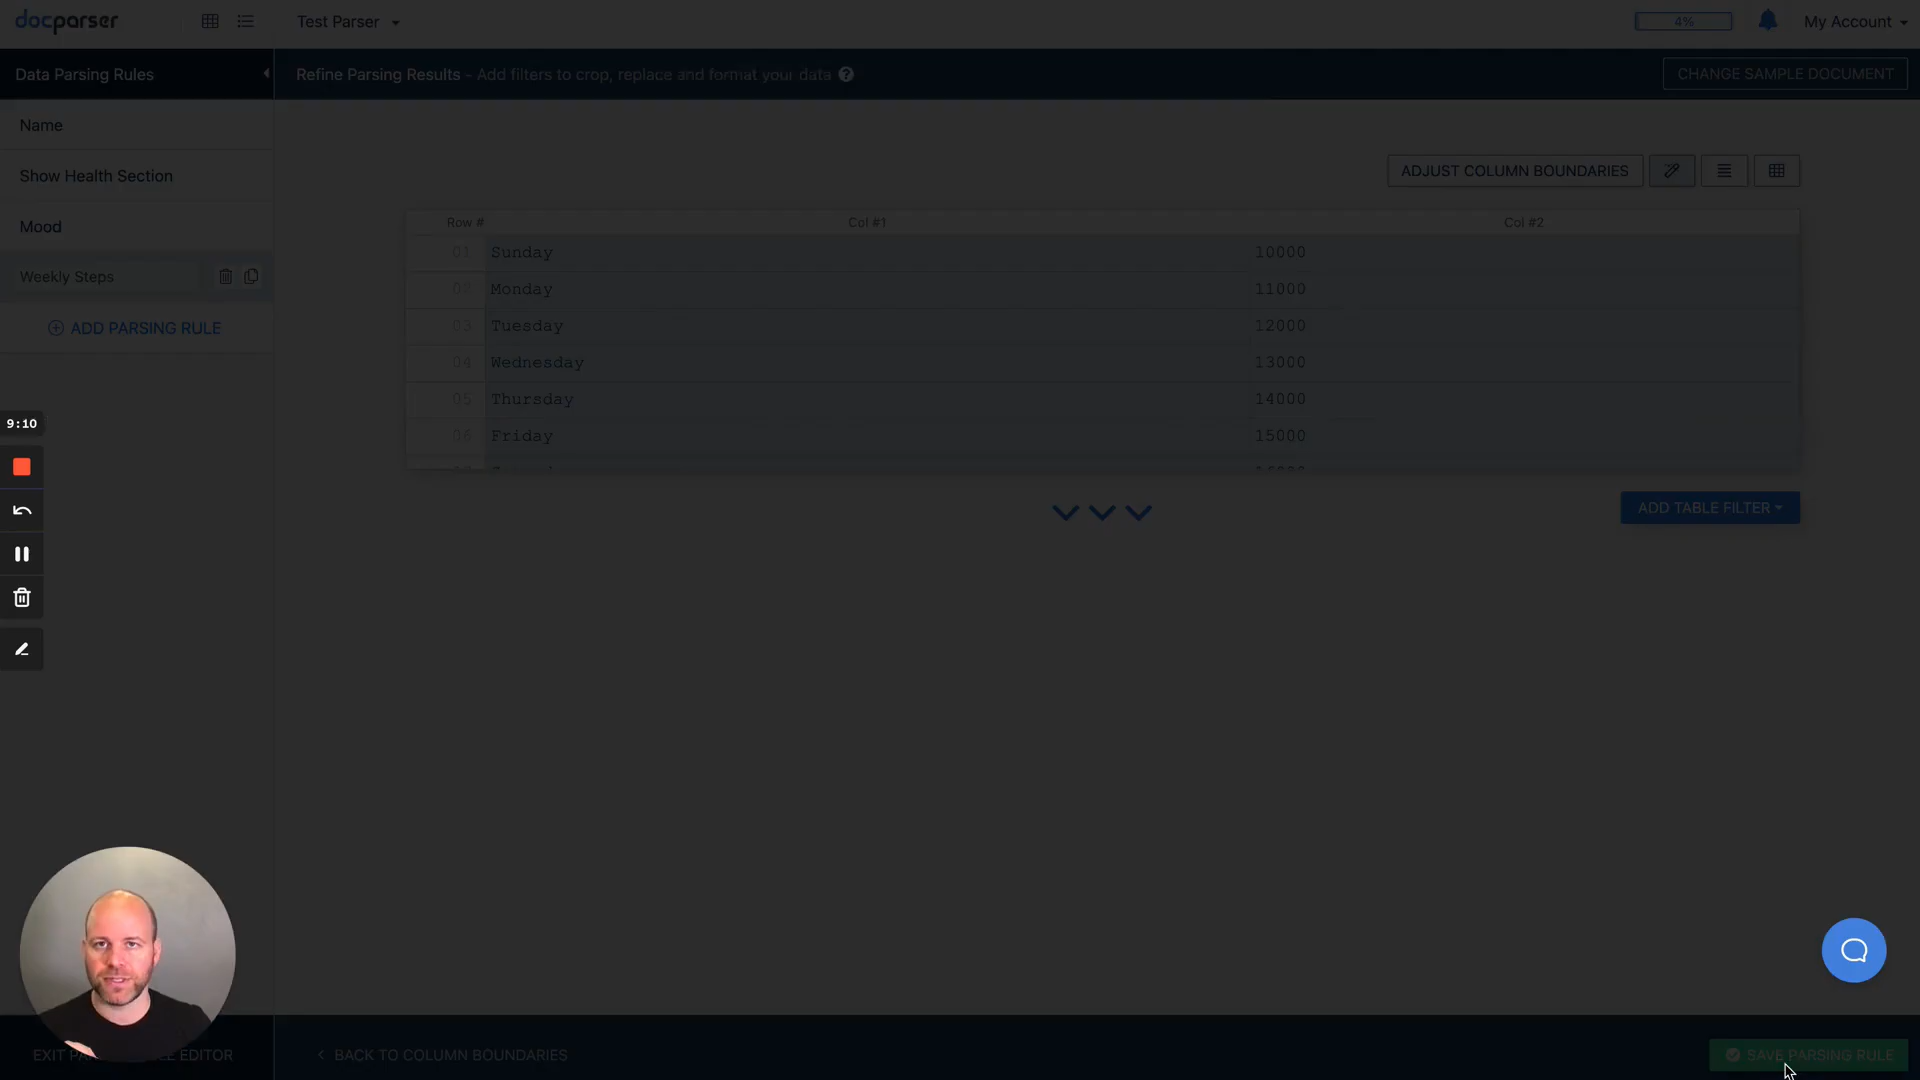 docparser
Test Parser
4%
My Account
Data Parsing Rules
Refine Parsing Results - Add filters to crop, replace and format your data
CHANGE SAMPLE DOCUMENT
Name
Show Health Section
Mood
Weekly Steps
ADD PARSING RULE
ADJUST COLUMN BOUNDARIES
Row # Col #1 Col #2
01 Sunday 10000
02 Monday 11000
03 Tuesday 12000
04 Wednesday 13000
05 Thursday 14000
06 Friday 15000
ADD TABLE FILTER
9:10
EXIT PA E EDITOR
BACK TO COLUMN BOUNDARIES
SAVE PARSING RULE